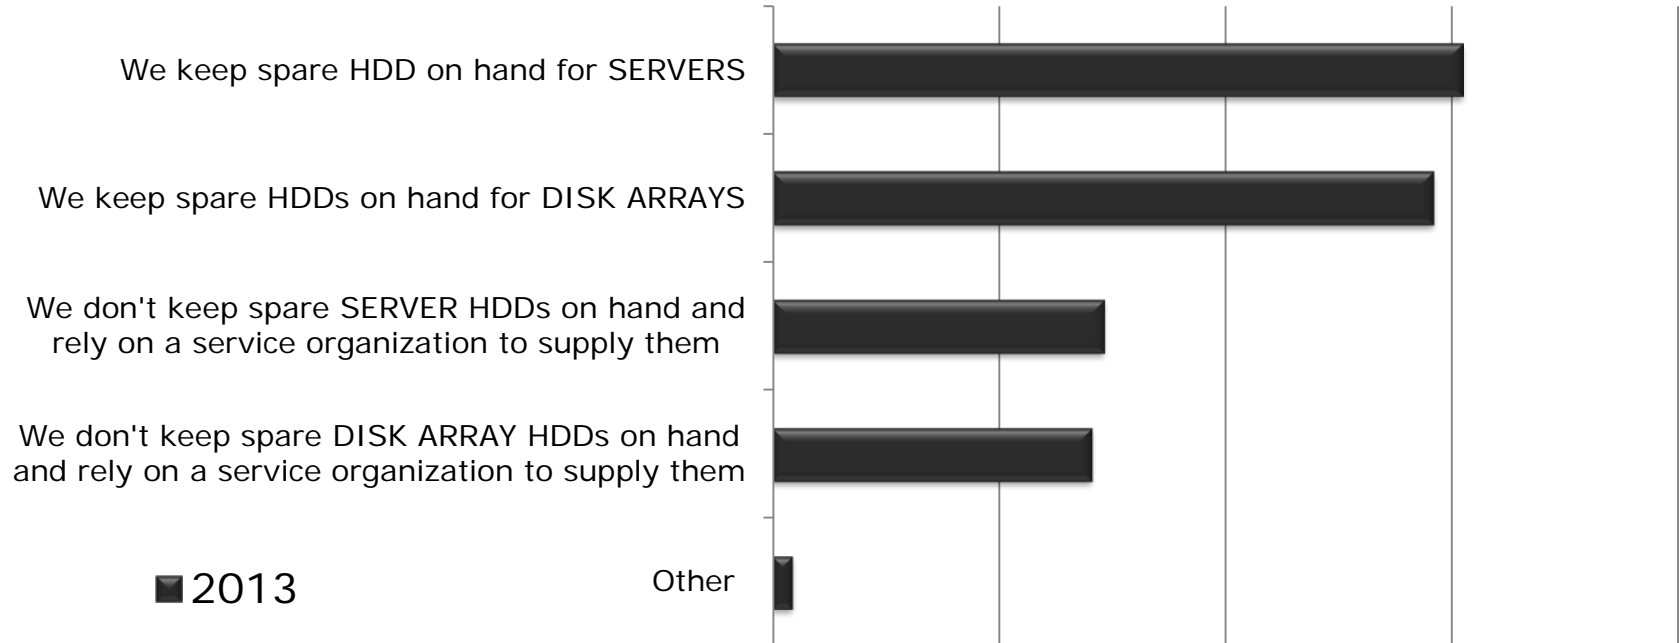 We keep spare HDD on hand for SERVERS
We keep spare HDDs on hand for DISK ARRAYS
We don't keep spare SERVER HDDs on hand and
rely on a service organization to supply them
We don't keep spare DISK ARRAY HDDs on hand
and rely on a service organization to supply them
Other
2013